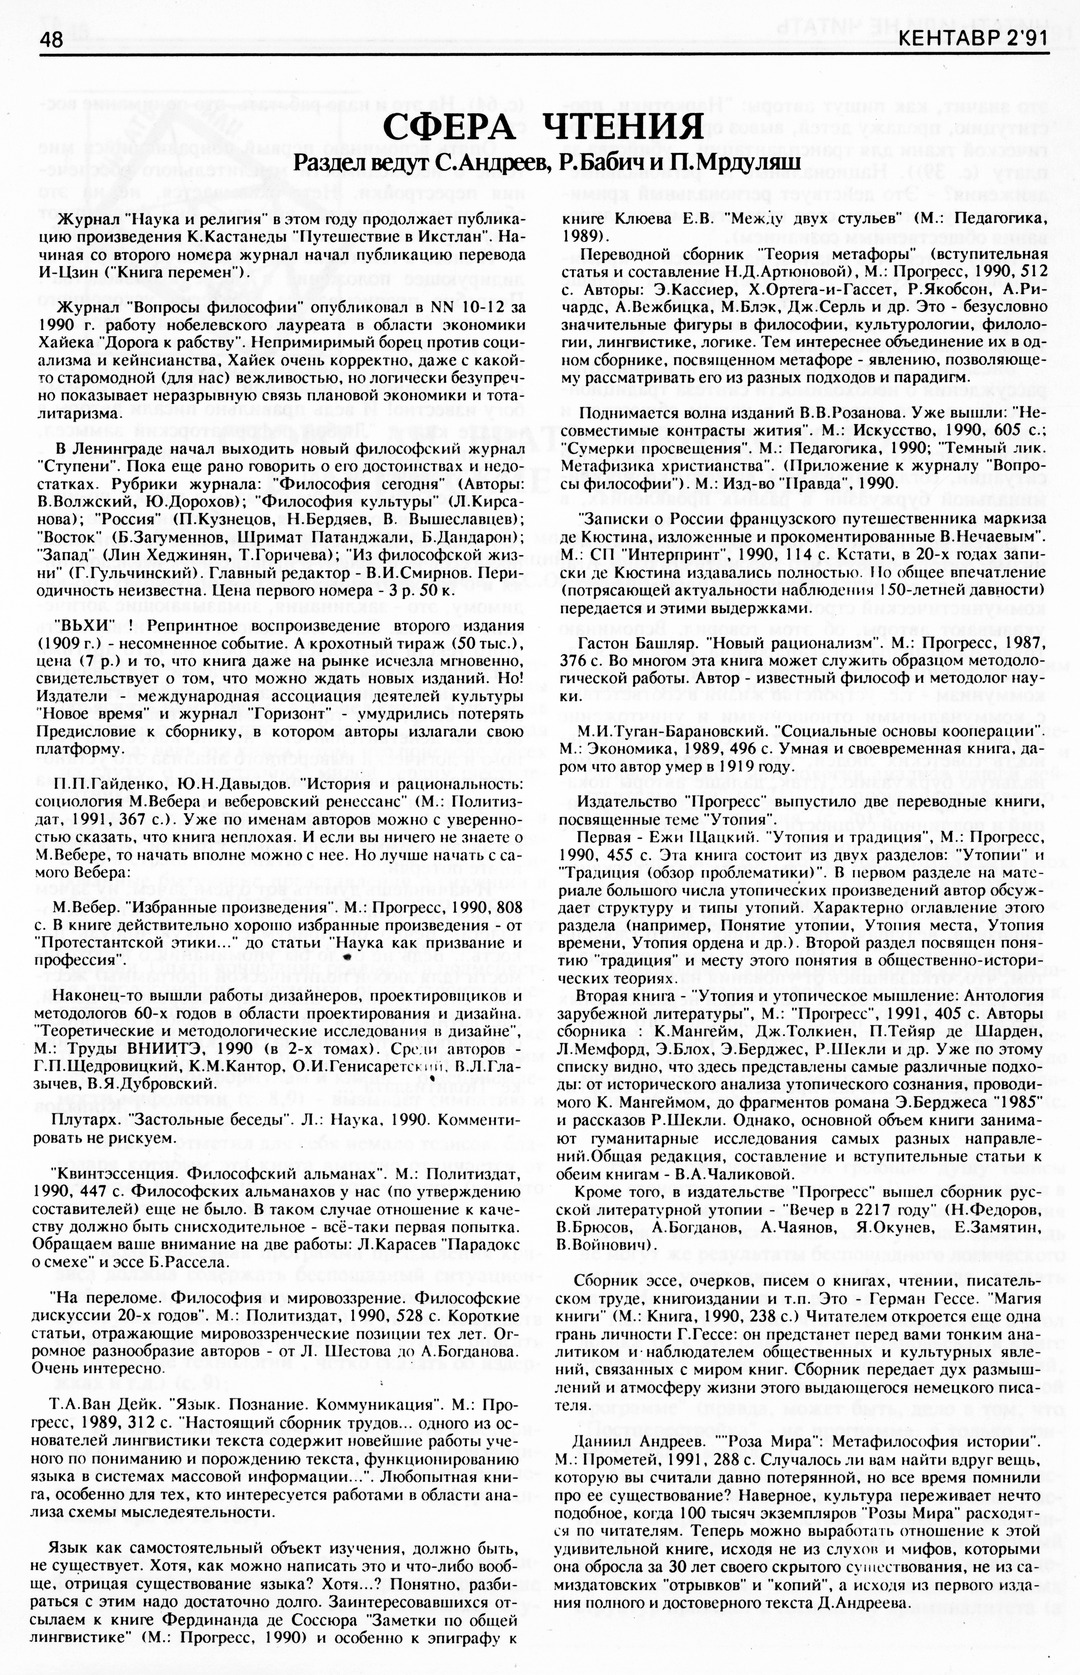 48
КЕНТАВР 2'91
СФЕРА ЧТЕНИЯ
Раздел ведут С.Андреев, Р.Бабич и П.Мрдуляш
Журнал "Наука и религия" в этом году продолжает публика-
цию произведения К.Кастанеды "Путешествие в Икстлан". На-
чиная со второго номера журнал начал публикацию перевода
И-Цзин ("Книга перемен").
Журнал "Вопросы философии" опубликовал в NN 10-12 за
1990 г. работу нобелевского лауреата в области экономики
Хайека "Дорога к рабству". Непримиримый борец против соци-
ализма и кейнсианства, Хайек очень корректно, даже с какой-
то старомодной (для нас) вежливостью, но логически безупреч-
но показывает неразрывную связь плановой экономики и тота-
литаризма.
В Ленинграде начал выходить новый философский журнал
"Ступени". Пока еще рано говорить о его достоинствах и недо-
статках. Рубрики журнала: "Философия сегодня" (Авторы:
В.Волжский, Ю.Дорохов); "Философия культуры" (Л.Кирса-
нова); "Россия" (П.Кузнецов, Н.Бердяев, В. Вышеславцев);
"Восток" (Б.Загуменнов, Шримат Патанджали, Б.Дандарон);
"Запад" (Лин Хеджинян, Т.Горичева); "Из философской жиз-
ни" (Г.Гульчинский). Главный редактор - В.И.Смирнов. Пери-
одичность неизвестна. Цена первого номера - 3 р. 50 к.
"ВЬХИ" ! Репринтное воспроизведение второго издания
(1909 г.) - несомненное событие. А крохотный тираж (50 тыс.),
цена (7 р.) и то, что книга даже на рынке исчезла мгновенно,
свидетельствует о том, что можно ждать новых изданий. Но!
Издатели - международная ассоциация деятелей культуры
"Новое время" и журнал "Горизонт" - умудрились потерять
Предисловие к сборнику, в котором авторы излагали свою
платформу.
П.П.Гайденко, Ю.Н.Давыдов. "История и рациональность:
социология М.Вебера и веберовский ренессанс" (М.: Политиз-
дат, 1991, 367 с.). Уже по именам авторов можно с уверенно-
стью сказать, что книга неплохая. И если вы ничего не знаете о
М.Вебере, то начать вполне можно с нее. Но лучше начать с са-
мого Вебера:
М.Вебер. "Избранные произведения". М.: Прогресс, 1990, 808
с. В книге действительно хорошо избранные произведения - от
"Протестантской этики..." до статьи "Наука как призвание и
профессия".
Наконец-то вышли работы дизайнеров, проектировщиков и
методологов 60-х годов в области проектирования и дизайна.
"Теоретические и методологические исследования в дизайне",
М.: Труды ВНИИТЭ, 1990 (в 2-х томах). Среди авторов -
Г.П.Щедровицкий, К.М.Кантор, О.И.Генисаретский, В.Л.Гла-
зычев, В.Я.Дубровский.
Плутарх. "Застольные беседы". Л.: Наука, 1990. Комменти-
ровать не рискуем.
"Квинтэссенция. Философский альманах". М.: Политиздат,
1990, 447 с. Философских альманахов у нас (по утверждению
составителей) еще не было. В таком случае отношение к каче-
ству должно быть снисходительное - всё-таки первая попытка.
Обращаем ваше внимание на две работы: Л.Карасев "Парадокс
о смехе" и эссе Б.Рассела.
"На переломе. Философия и мировоззрение. Философские
дискуссии 20-х годов". М.: Политиздат, 1990, 528 с. Короткие
статьи, отражающие мировоззренческие позиции тех лет. Ог-
ромное разнообразие авторов - от Л. Шестова до А.Богданова.
Очень интересно.
Т.А.Ван Дейк. "Язык. Познание. Коммуникация". М.: Про-
гресс, 1989, 312 с. "Настоящий сборник трудов... одного из ос-
нователей лингвистики текста содержит новейшие работы уче-
ного по пониманию и порождению текста, функционированию
языка в системах массовой информации...". Любопытная кни-
га, особенно для тех, кто интересуется работами в области ана-
лиза схемы мыследеятельности.
Язык как самостоятельный объект изучения, должно быть,
не существует. Хотя, как можно написать это и что-либо вооб-
ще, отрицая существование языка? Хотя...? Понятно, разби-
раться с этим надо достаточно долго. Заинтересовавшихся от-
сылаем к книге Фердинанда де Соссюра "Заметки по общей
лингвистике" (М.: Прогресс, 1990) и особенно к эпиграфу к
книге Клюева Е.В. "Между двух стульев" (М.: Педагогика,
1989).
Переводной сборник "Теория метафоры" (вступительная
статья и составление Н.Д.Артюновой), М.: Прогресс, 1990, 512
с. Авторы: Э.Кассиер, Х.Ортега-и-Гассет, Р.Якобсон, А.Ри-
чардс, А.Вежбицка, М.Блэк, Дж.Серль и др. Это - безусловно
значительные фигуры в философии, культурологии, филоло-
гии, лингвистике, логике. Тем интереснее объединение их в од-
ном сборнике, посвященном метафоре - явлению, позволяюще-
му рассматривать его из разных подходов и парадигм.
Поднимается волна изданий В.В.Розанова. Уже вышли: "Не-
совместимые контрасты жития". М.: Искусство, 1990, 605 с.;
"Сумерки просвещения". М.: Педагогика, 1990; "Темный лик.
Метафизика христианства". (Приложение к журналу "Вопро-
сы философии"). М.: Изд-во "Правда", 1990.
"Записки о России французского путешественника маркиза
де Кюстина, изложенные и прокоментированные В.Нечаевым".
М.: СП "Интерпринт", 1990, 114 с. Кстати, в 20-х годах запи-
ски де Кюстина издавались полностью. Но общее впечатление
(потрясающей актуальности наблюдения 150-летней давности)
передается и этими выдержками.
Гастон Башляр. "Новый рационализм". М.: Прогресс, 1987,
376 с. Во многом эта книга может служить образцом методоло-
гической работы. Автор - известный философ и методолог нау-
ки.
М.И.Туган-Барановский. "Социальные основы кооперации".
М.: Экономика, 1989, 496 с. Умная и своевременная книга, да-
ром что автор умер в 1919 году.
Издательство "Прогресс" выпустило две переводные книги,
посвященные теме "Утопия".
Первая - Ежи Шацкий. "Утопия и традиция", М.: Прогресс,
1990, 455 с. Эта книга состоит из двух разделов: "Утопии" и
"Традиция (обзор проблематики)". В первом разделе на мате-
риале большого числа утопических произведений автор обсуж-
дает структуру и типы утопий. Характерно оглавление этого
раздела (например, Понятие утопии, Утопия места, Утопия
времени, Утопия ордена и др.). Второй раздел посвящен поня-
тию "традиция" и месту этого понятия в общественно-истори-
ческих теориях.
Вторая книга - "Утопия и утопическое мышление: Антология
зарубежной литературы", М.: "Прогресс", 1991, 405 с. Авторы
сборника : К.Мангейм, Дж.Толкиен, П.Тейяр де Шарден,
Л.Мемфорд, Э.Блох, Э.Берджес, Р.Шекли и др. Уже по этому
списку видно, что здесь представлены самые различные подхо-
ды: от исторического анализа утопического сознания, проводи-
мого К. Мангеймом, до фрагментов романа Э.Берджеса "1985"
и рассказов Р.Шекли. Однако, основной объем книги занима-
ют гуманитарные исследования самых разных направле-
ний.Общая редакция, составление и вступительные статьи к
обеим книгам - В.А.Чаликовой.
Кроме того, в издательстве "Прогресс" вышел сборник рус-
ской литературной утопии - "Вечер в 2217 году" (Н.Федоров,
В.Брюсов, А.Богданов, А.Чаянов, Я.Окунев, Е.Замятин,
В.Войнович).
Сборник эссе, очерков, писем о книгах, чтении, писатель-
ском труде, книгоиздании и т.п. Это - Герман Гессе. "Магия
книги" (М.: Книга, 1990, 238 с.) Читателем откроется еще одна
грань личности Г.Гессе: он предстанет перед вами тонким ана-
литиком и наблюдателем общественных и культурных явле-
ний, связанных с миром книг. Сборник передает дух размыш-
лений и атмосферу жизни этого выдающегося немецкого писа-
теля.
Даниил Андреев. ""Роза Мира": Метафилософия истории".
М.: Прометей, 1991, 288 с. Случалось ли вам найти вдруг вещь,
которую вы считали давно потерянной, но все время помнили
про ее существование? Наверное, культура переживает нечто
подобное, когда 100 тысяч экземпляров "Розы Мира" расходят-
ся по читателям. Теперь можно выработать отношение к этой
удивительной книге, исходя не из слухов и мифов, которыми
она обросла за 30 лет своего скрытого существования, не из са-
миздатовских "отрывков" и "копий", а исходя из первого изда-
ния полного и достоверного текста Д.Андреева.